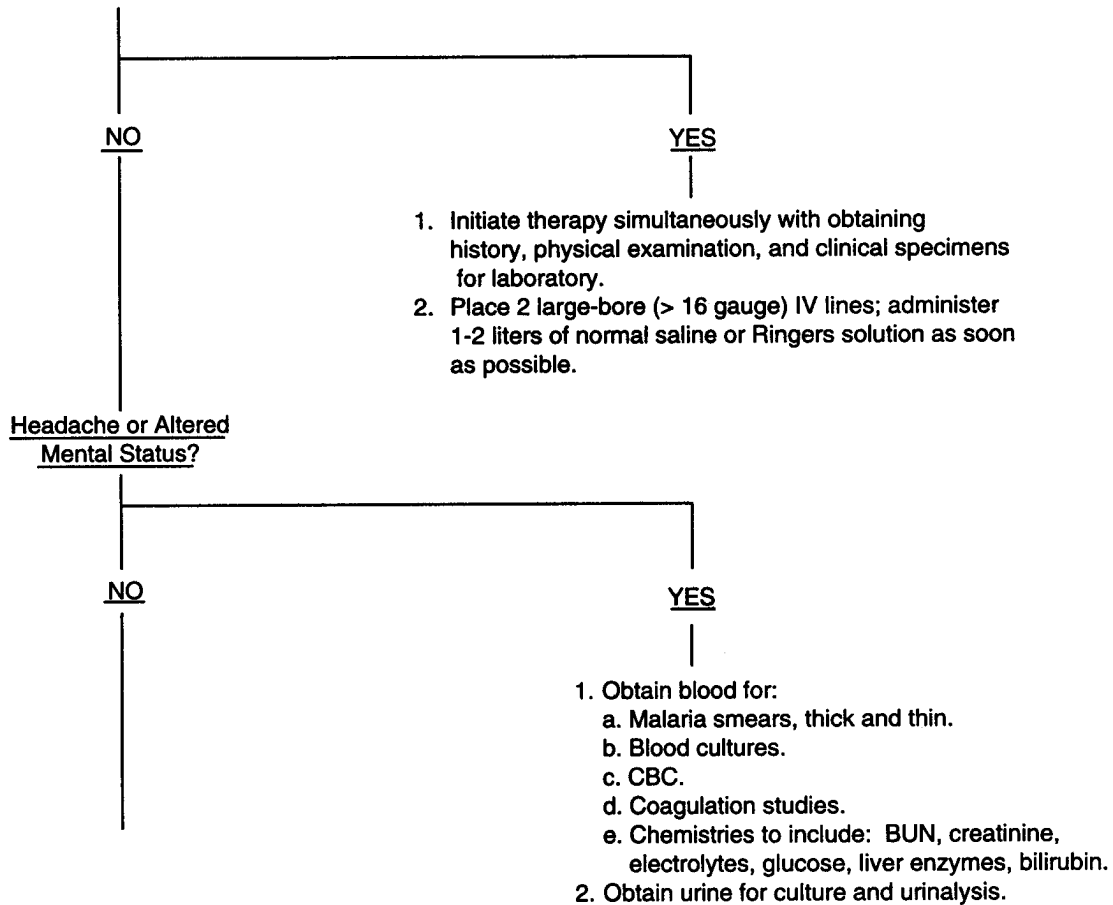 NO
YES
1. Initiate therapy simultaneously with obtaining
history, physical examination, and clinical specimens
for laboratory.
2. Place 2 large-bore (> 16 gauge) IV lines; administer
1-2 liters of normal saline or Ringers solution as soon
as possible.
Headache or Altered
Mental Status?
NO
YES
1. Obtain blood for:
a. Malaria smears, thick and thin.
b. Blood cultures.
c. CBC.
d. Coagulation studies.
e. Chemistries to include: BUN, creatinine,
electrolytes, glucose, liver enzymes, bilirubin.
2. Obtain urine for culture and urinalysis.